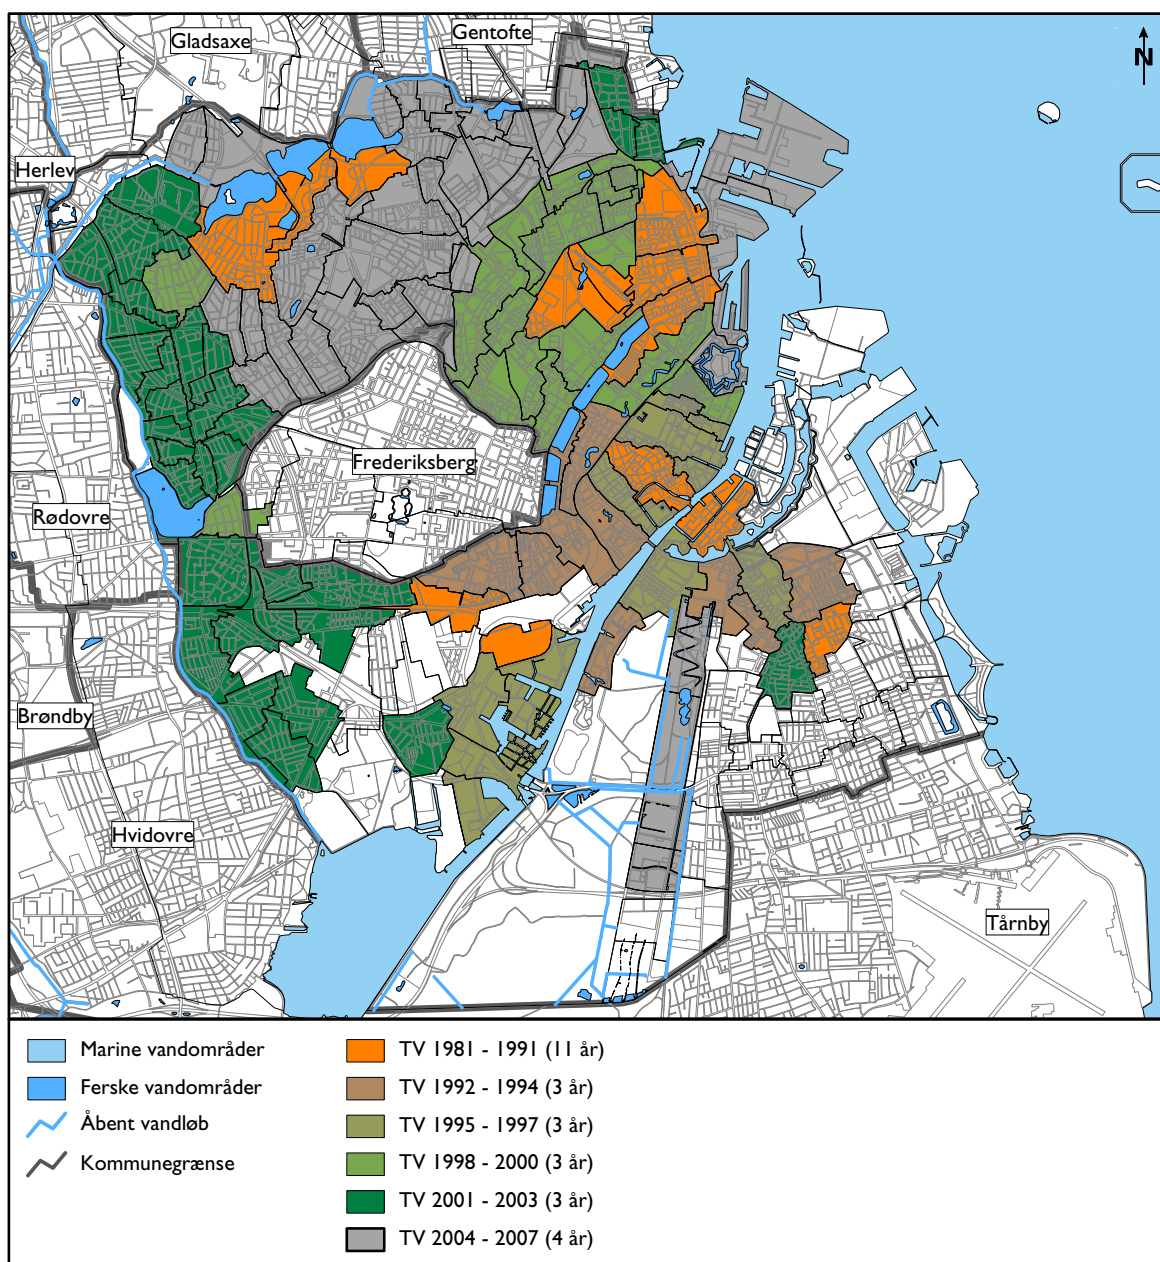 Gentofte
Gladsaxe
N
Herlev
Frederiksberg
Rødovre
Brøndby
Hvidovre
Tårnby
Marine vandområder
Ferske vandområder
Åbent vandløb
Kommunegrænse
TV 1981 - 1991 (11 år)
TV 1992 - 1994 (3 år)
TV 1995 - 1997 (3 år)
TV 1998 - 2000 (3 år)
TV 2001 - 2003 (3 år)
TV 2004 - 2007 (4 år)